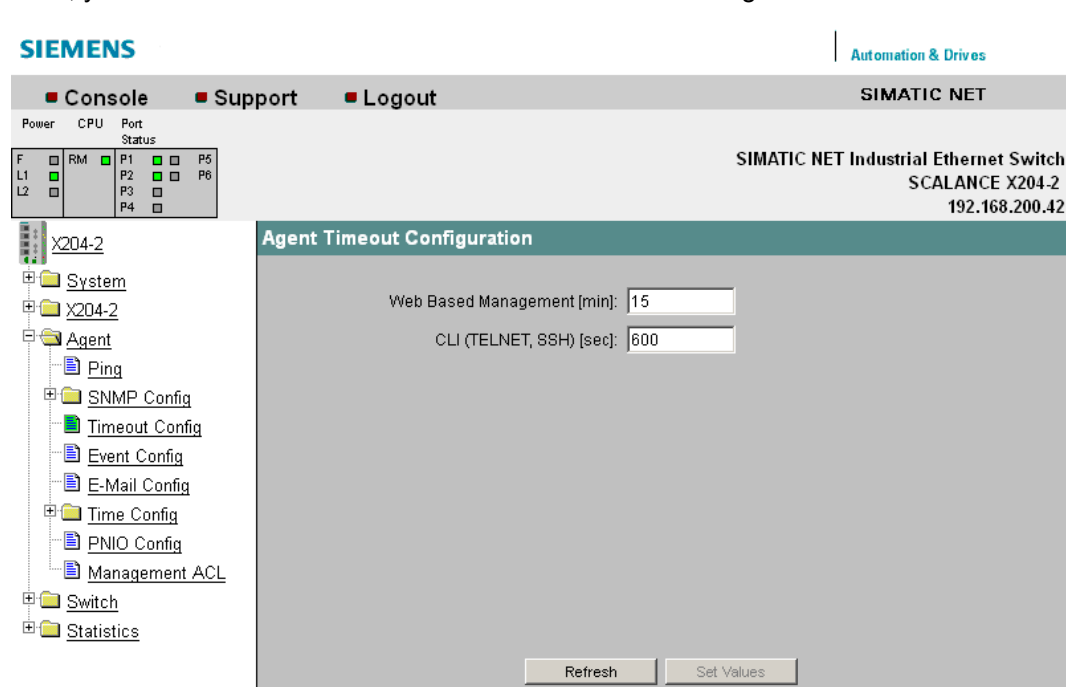 SIEMENS
Automation & Drives
Console Support Logout SIMATIC NET
Power CPU Port Status
F RM P1 P5
L1 P2 P6
L2 P3
P4
SIMATIC NET Industrial Ethernet Switch
SCALANCE X204-2
192.168.200.42
X204-2
System
X204-2
Agent
Ping
SNMP Config
Timeout Config
Event Config
E-Mail Config
Time Config
PNIO Config
Management ACL
Switch
Statistics
Agent Timeout Configuration
Web Based Management [min]: 15
CLI (TELNET, SSH) [sec]: 600
Refresh Set Values